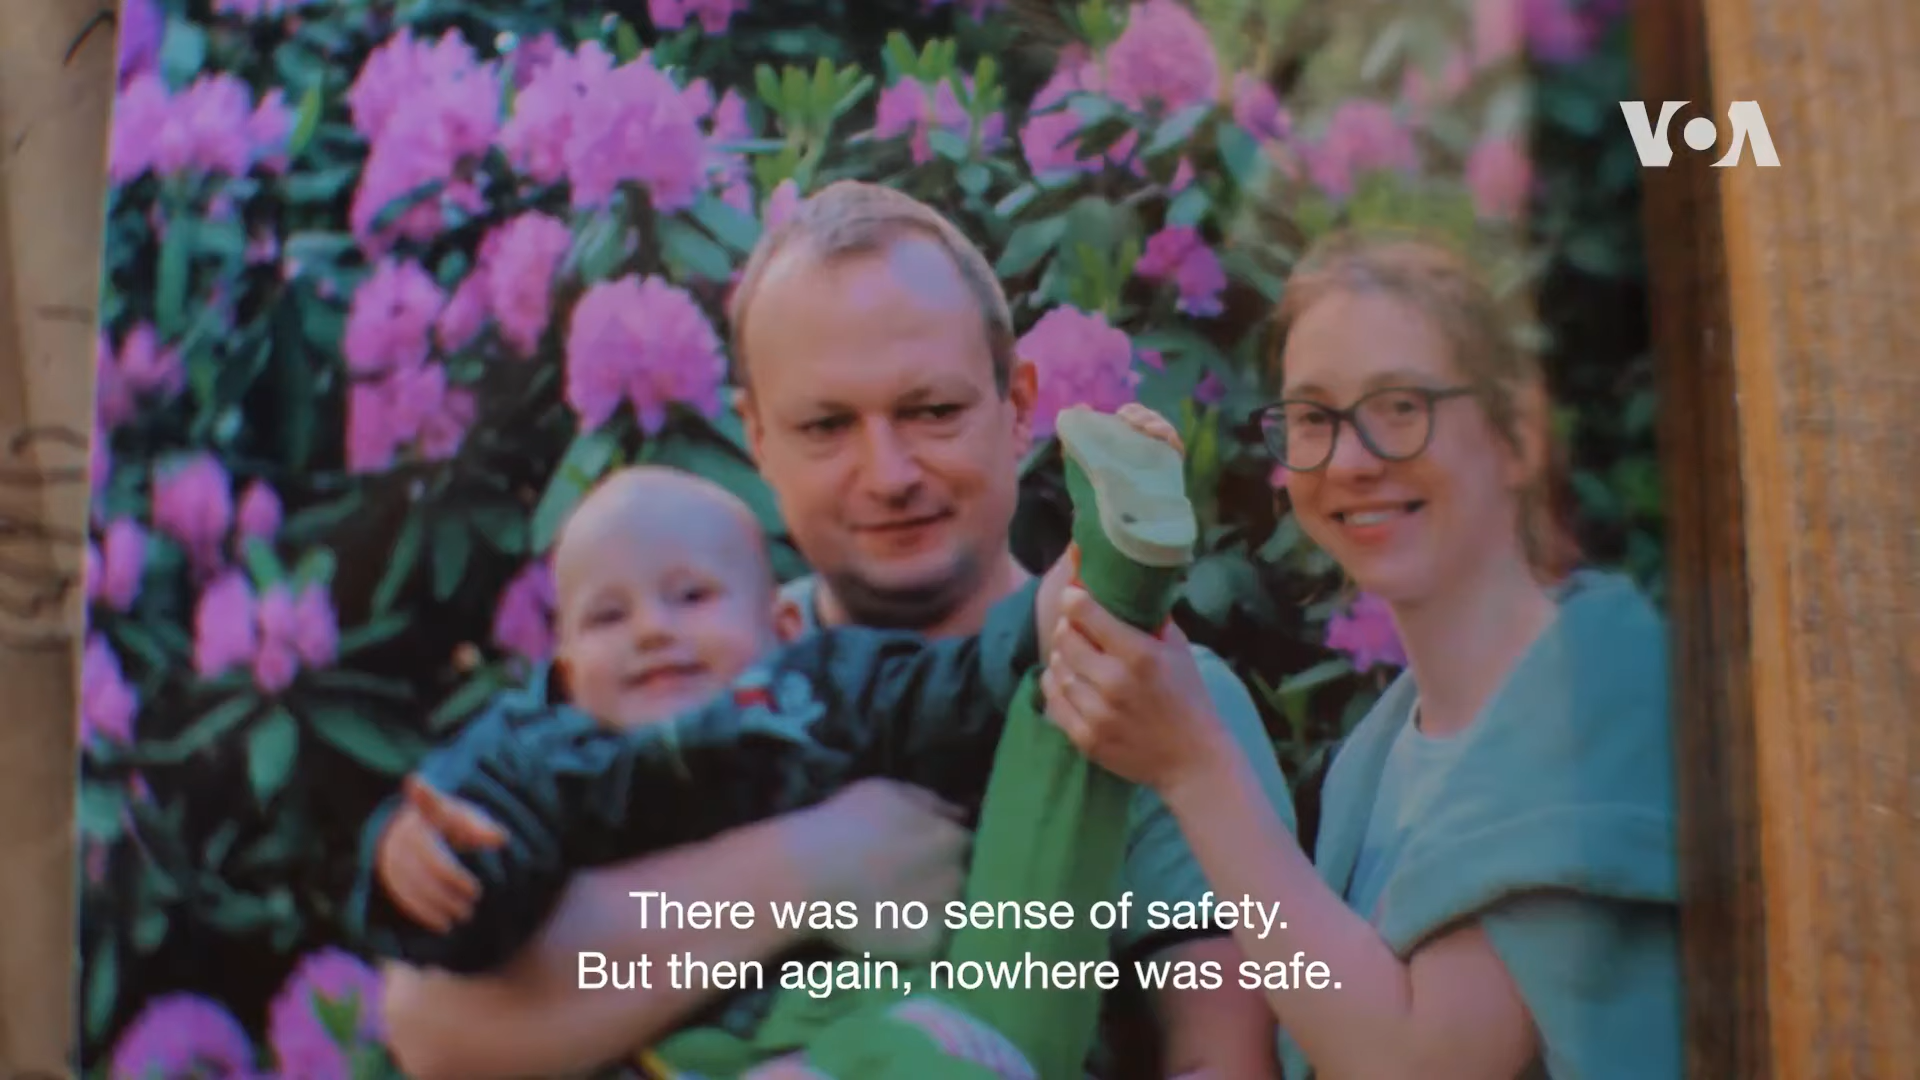 VOA
There was no sense of safety.
But then again, nowhere was safe.